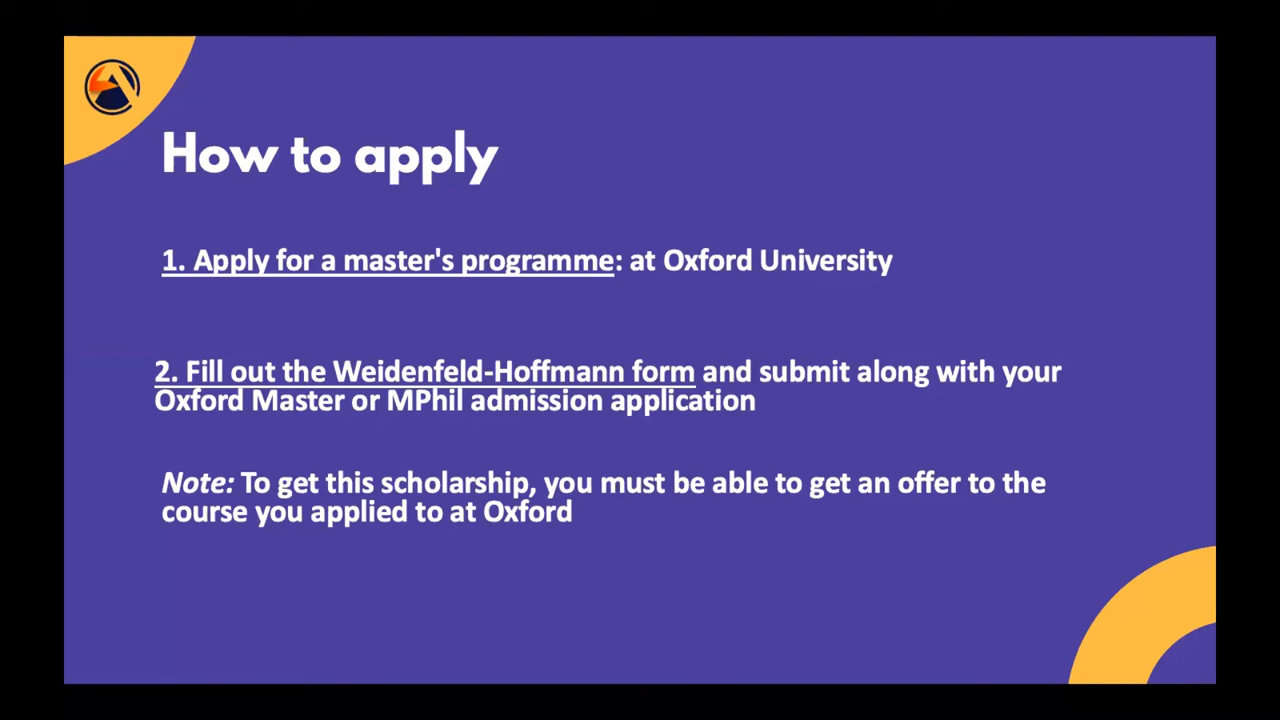 How to apply
1. Apply for a master's programme: at Oxford University
2. Fill out the Weidenfeld-Hoffmann form and submit along with your
Oxford Master or MPhil admission application
Note: To get this scholarship, you must be able to get an offer to the
course you applied to at Oxford